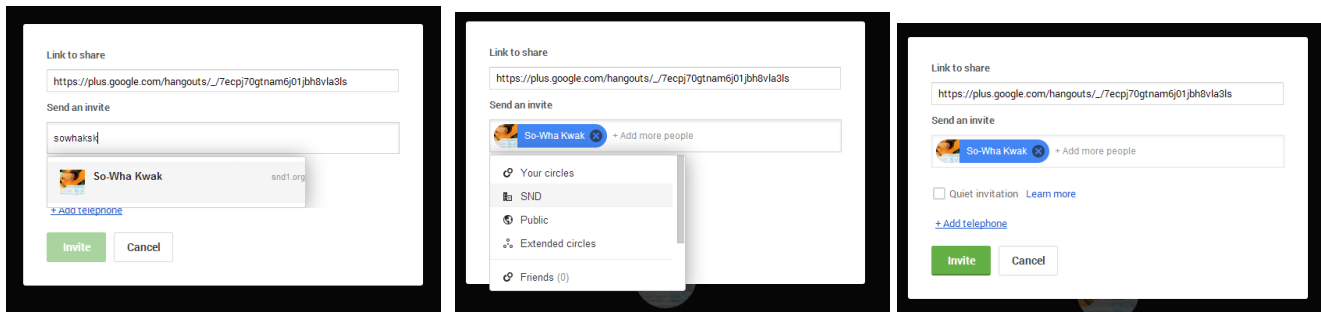 Link to share
https://plus.google.com/hangouts/_/7ecpj70gtnam6j01jbh8vla3ls
Send an invite
sowhaksk
So-Wha Kwak snd1.org
+ Add telephone
Invite Cancel
Link to share
https://plus.google.com/hangouts/_/7ecpj70gtnam6j01jbh8vla3ls
Send an invite
So-Wha Kwak + Add more people
Your circles
SND
Public
Extended circles
Friends (0)
Link to share
https://plus.google.com/hangouts/_/7ecpj70gtnam6j01jbh8vla3ls
Send an invite
So-Wha Kwak + Add more people
Quiet invitation Learn more
+ Add telephone
Invite Cancel